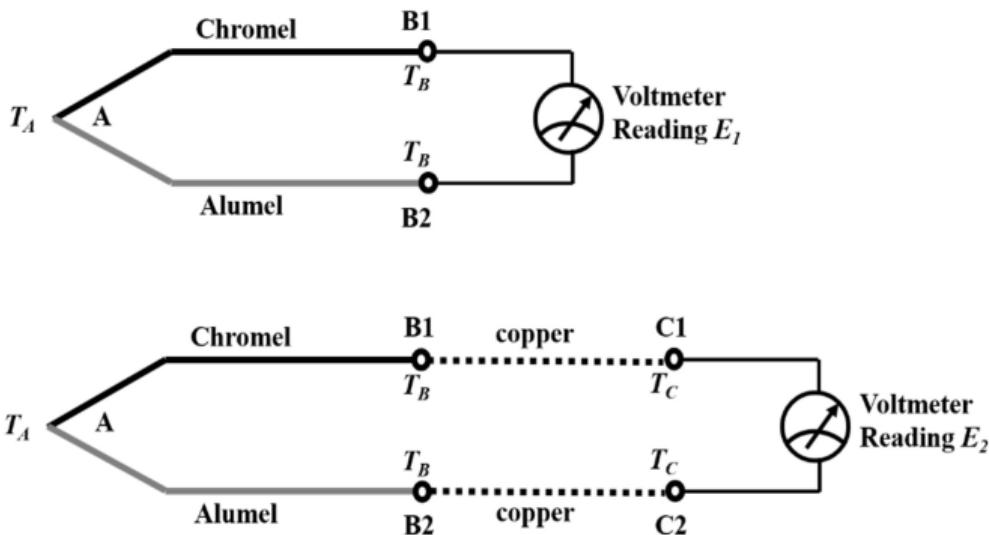 Chromel
B1
T_B
T_A
A
Voltmeter
Reading E_1
T_B
Alumel
B2
Chromel
B1
copper
C1
T_B
T_C
T_A
A
Voltmeter
Reading E_2
T_B
T_C
Alumel
B2
copper
C2